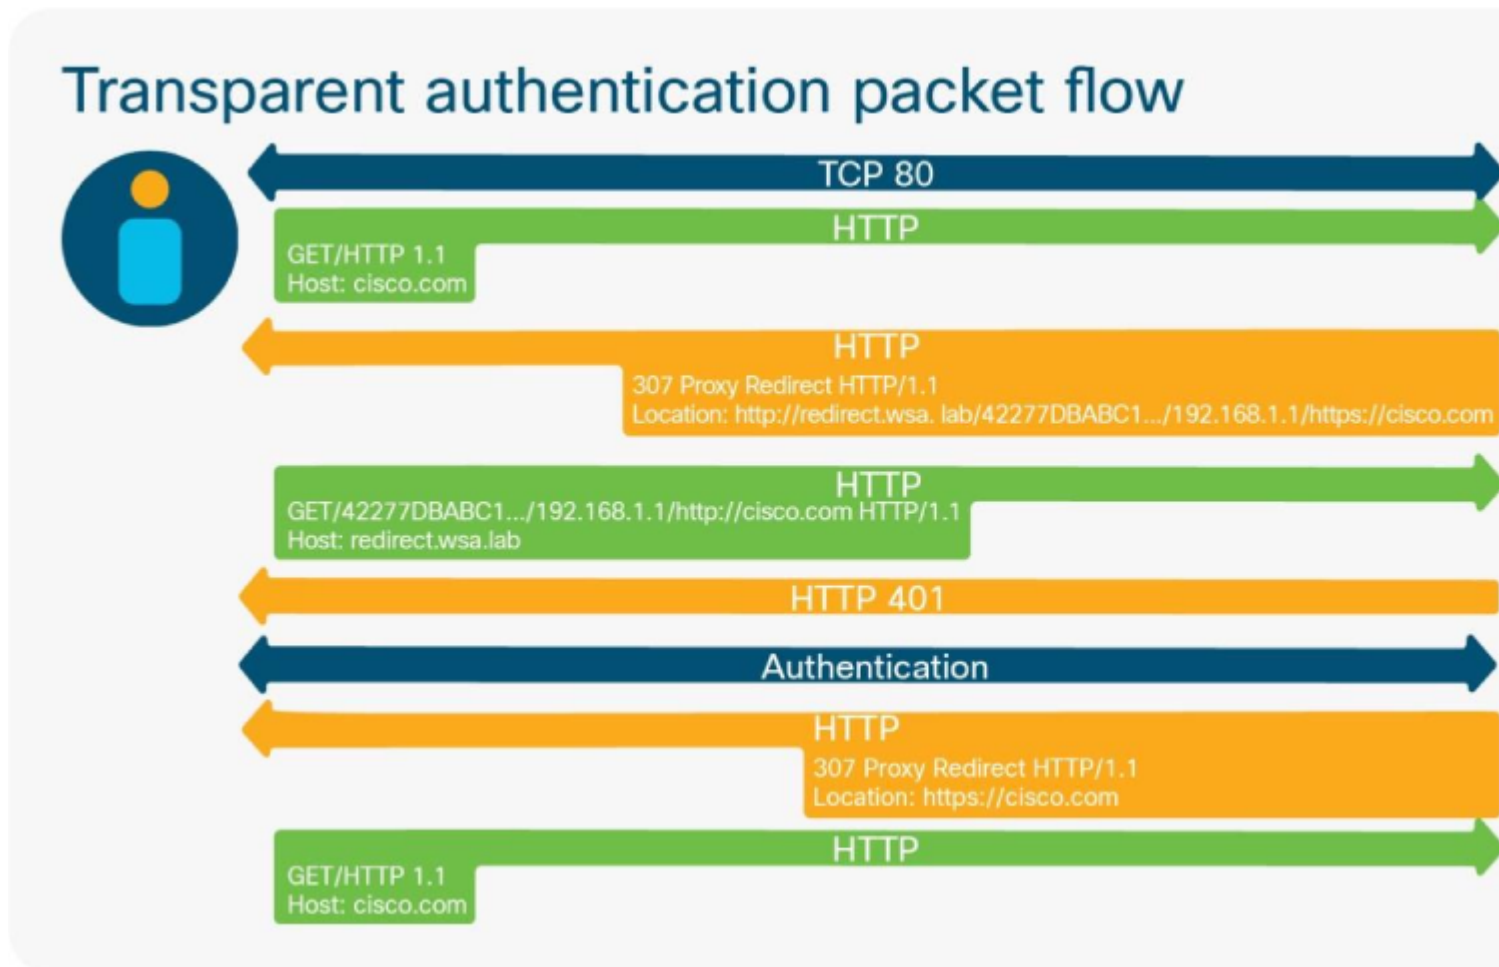 Transparent authentication packet flow
TCP 80
HTTP
GET/HTTP 1.1
Host: cisco.com
HTTP
307 Proxy Redirect HTTP/1.1
Location: http://redirect.wsa. lab/42277DBABC1.../192.168.1.1/https://cisco.com
HTTP
GET/42277DBABC1.../192.168.1.1/http://cisco.com HTTP/1.1
Host: redirect.wsa.lab
HTTP 401
Authentication
HTTP
307 Proxy Redirect HTTP/1.1
Location: https://cisco.com
HTTP
GET/HTTP 1.1
Host: cisco.com